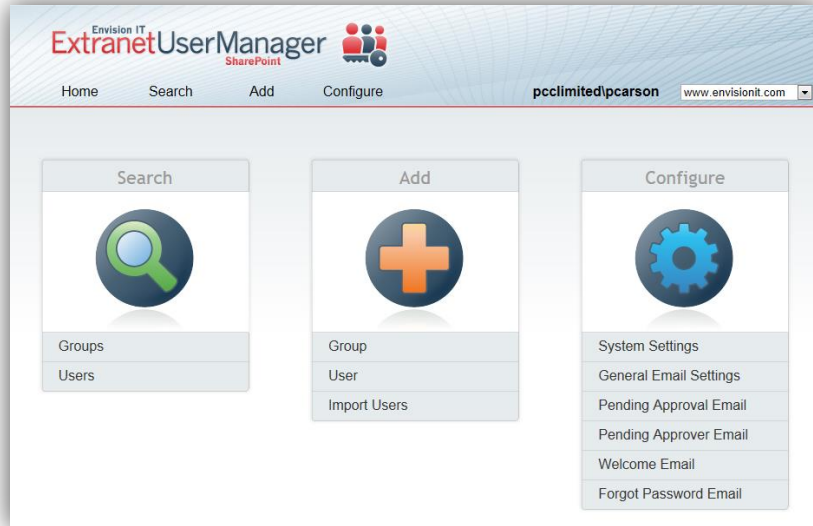 Envision IT
ExtranetUserManager
SharePoint
Home Search Add Configure pcclimited\pcarson www.envisionit.com
Search
Groups
Users
Add
Group
User
Import Users
Configure
System Settings
General Email Settings
Pending Approval Email
Pending Approver Email
Welcome Email
Forgot Password Email